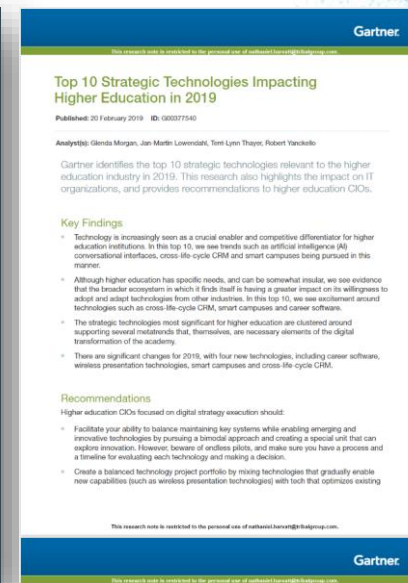 Gartner
This research note is restricted to the personal use of
Top 10 Strategic Technologies Impacting
Higher Education in 2019
Published: 20 February 2019 ID: G00377540
Analyst(s): Glenda Morgan, Jan-Martin Lowendahl, Terri-Lynn Thayer, Robert Yanckello
Gartner identifies the top 10 strategic technologies relevant to the higher
education industry in 2019. This research also highlights the impact on IT
organizations, and provides recommendations to higher education CIOs.
Key Findings
Technology is increasingly seen as a crucial enabler and competitive differentiator for higher
education institutions. In this top 10, we see trends such as artificial intelligence (AI)
conversational interfaces, cross-life-cycle CRM and smart campuses being pursued in this
manner.
Although higher education has specific needs, and can be somewhat insular, we see evidence
that the broader ecosystem in which it finds itself is having a greater impact on its willingness to
adopt and adapt technologies from other industries. In this top 10, we see excitement around
technologies such as cross-life-cycle CRM, smart campuses and career software.
The strategic technologies most significant for higher education are clustered around
supporting several metatrends that, themselves, are necessary elements of the digital
transformation of the academy.
There are significant changes for 2019, with four new technologies, including career software,
wireless presentation technologies, smart campuses and cross-life-cycle CRM.
Recommendations
Higher education CIOs focused on digital strategy execution should:
Facilitate your ability to balance maintaining key systems while enabling emerging and
innovative technologies by pursuing a bimodal approach and creating a special unit that can
explore innovation. However, beware of endless pilots, and make sure you have a process and
a timeline for evaluating each technology and making a decision.
Create a balanced technology project portfolio by mixing technologies that gradually enable
new capabilities (such as wireless presentation technologies) with tech that optimizes existing
This research note is restricted to the personal use of
Gartner
This research note is restricted to the personal use of